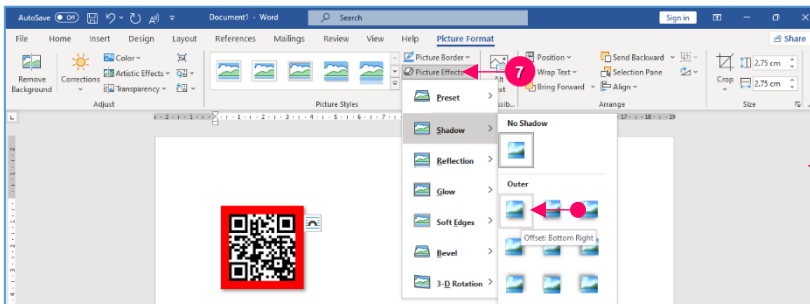 AutoSave Off Document1 - Word Search Sign in
File Home Insert Design Layout References Mailings Review View Help Picture Format Share
Remove Background
Corrections
Color
Artistic Effects
Transparency
Adjust
Picture Styles
Picture Border
Picture Effects
7
Position
Wrap Text
Bring Forward
Send Backward
Selection Pane
Align
Arrange
Crop
2.75 cm
2.75 cm
Size
Preset
Shadow
Reflection
Glow
Soft Edges
Bevel
3-D Rotation
No Shadow
Outer
Offset: Bottom Right